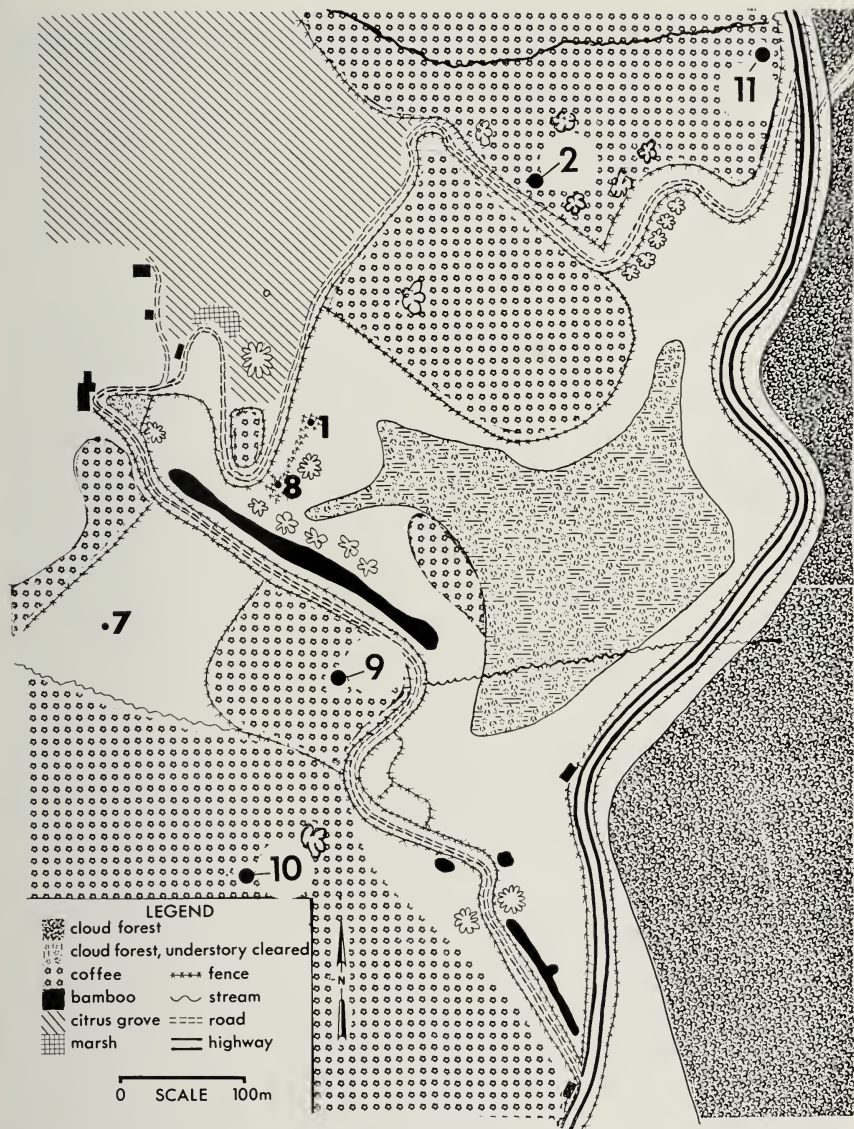 11
2
1
8
7
9
10
LEGEND
cloud forest
cloud forest, understory cleared
coffee
fence
bamboo
stream
citrus grove
road
marsh
highway
N
0 SCALE 100m